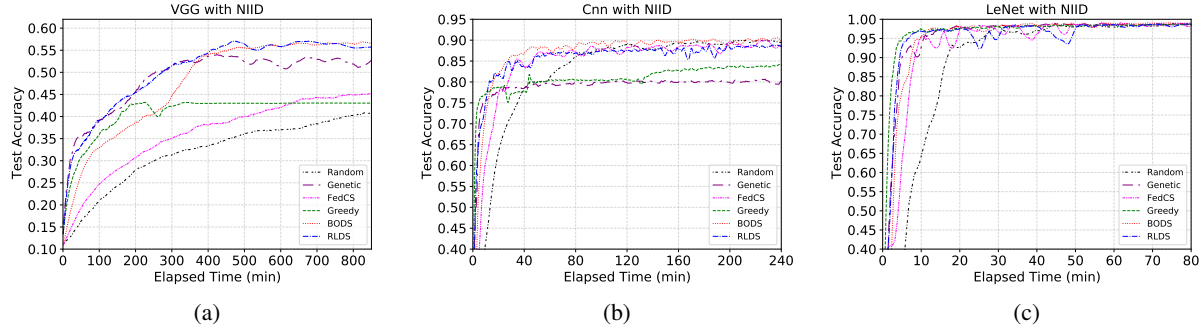 VGG with NIID
Test Accuracy
0.60
0.55
0.50
0.45
0.40
0.35
0.30
0.25
0.20
0.15
0.10
0 100 200 300 400 500 600 700 800
Elapsed Time (min)
Random
Genetic
FedCS
Greedy
BODS
RLDS
(a)
Cnn with NIID
Test Accuracy
0.95
0.90
0.85
0.80
0.75
0.70
0.65
0.60
0.55
0.50
0.45
0.40
0 40 80 120 160 200 240
Elapsed Time (min)
Random
Genetic
FedCS
Greedy
BODS
RLDS
(b)
LeNet with NIID
Test Accuracy
1.00
0.95
0.90
0.85
0.80
0.75
0.70
0.65
0.60
0.55
0.50
0.45
0.40
0 10 20 30 40 50 60 70 80
Elapsed Time (min)
Random
Genetic
FedCS
Greedy
BODS
RLDS
(c)